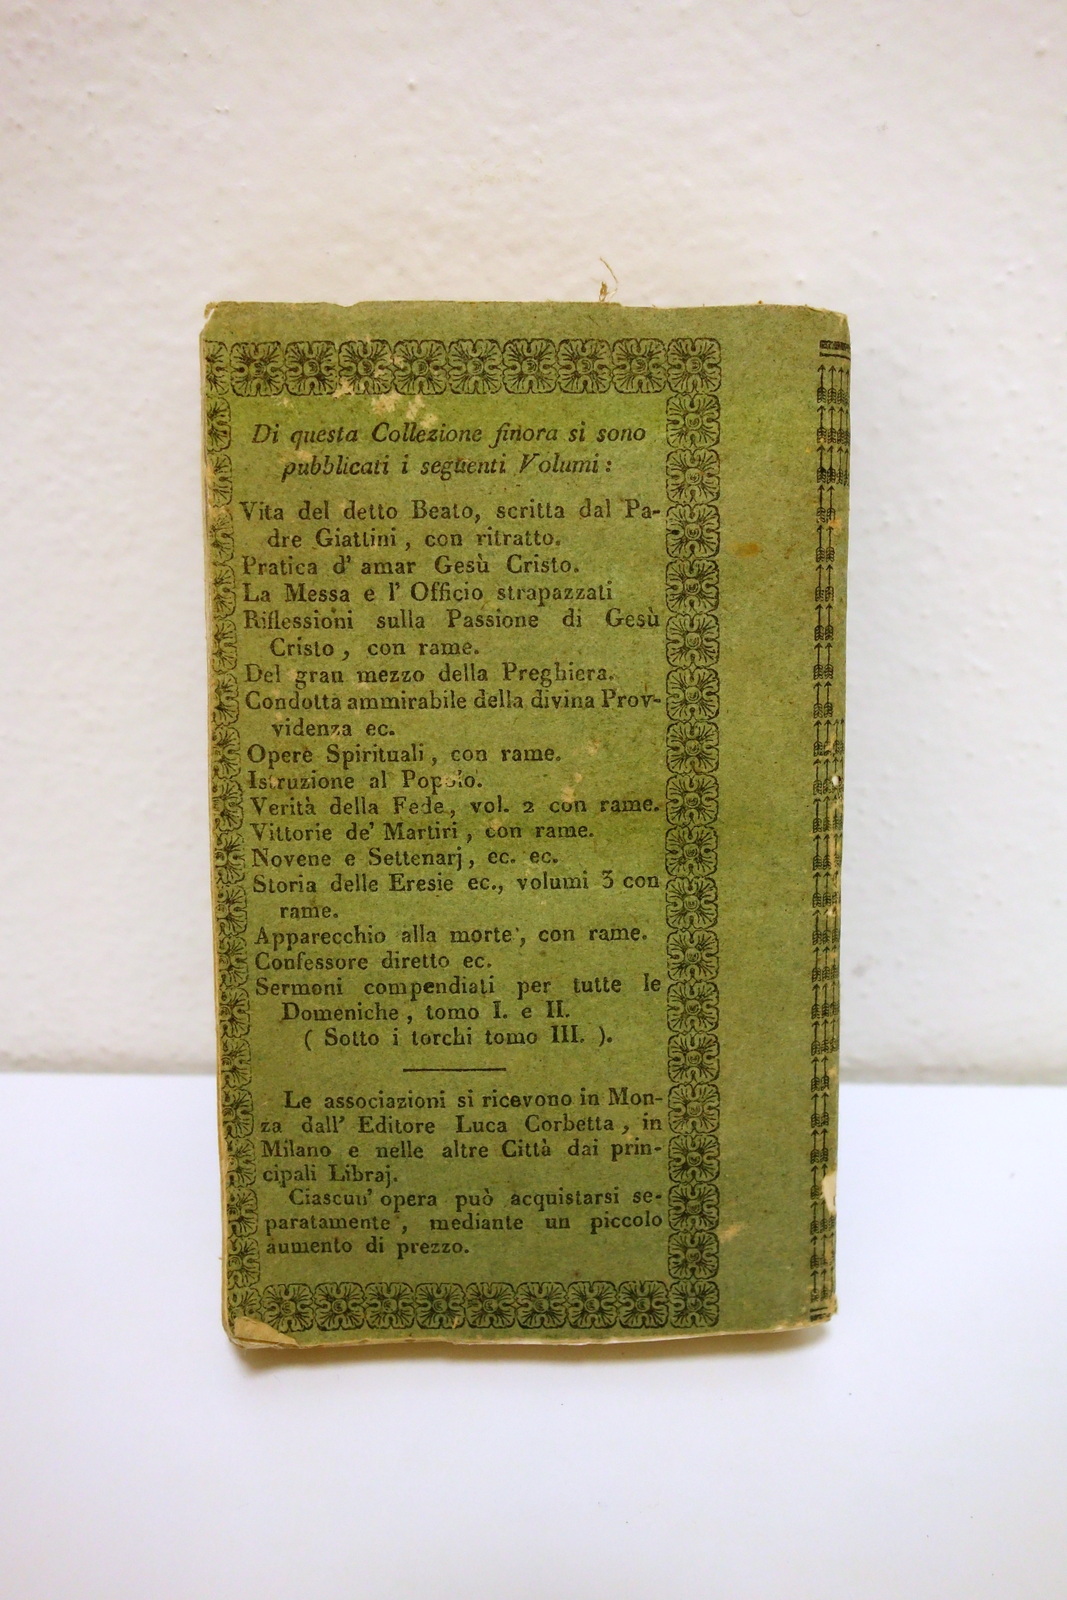 Di questa Collezione finora si sono
pubblicati i seguenti Volumi:
Vita del detto Beato, scritta dal Pa-
dre Giattini, con ritratto.
Pratica d' amar Gesù Cristo.
La Messa e l' Officio strapazzati
Riflessioni sulla Passione di Gesù
Cristo, con rame.
Del gran mezzo della Preghiera.
Condotta ammirabile della divina Prov-
videnza ec.
Opere Spirituali, con rame.
Istruzione al Popolo.
Verità della Fede, vol. 2 con rame.
Vittorie de' Martiri, con rame.
Novene e Settenarj, ec. ec.
Storia delle Eresie ec., volumi 3 con
rame.
Apparecchio alla morte, con rame.
Confessore diretto ec.
Sermoni compendiati per tutte le
Domeniche, tomo I. e II.
( Sotto i torchi tomo III. ).
Le associazioni si ricevono in Mon-
za dall' Editore Luca Corbetta, in
Milano e nelle altre Città dai prin-
cipali Libraj.
Ciascun' opera può acquistarsi se-
paratamente, mediante un piccolo
aumento di prezzo.